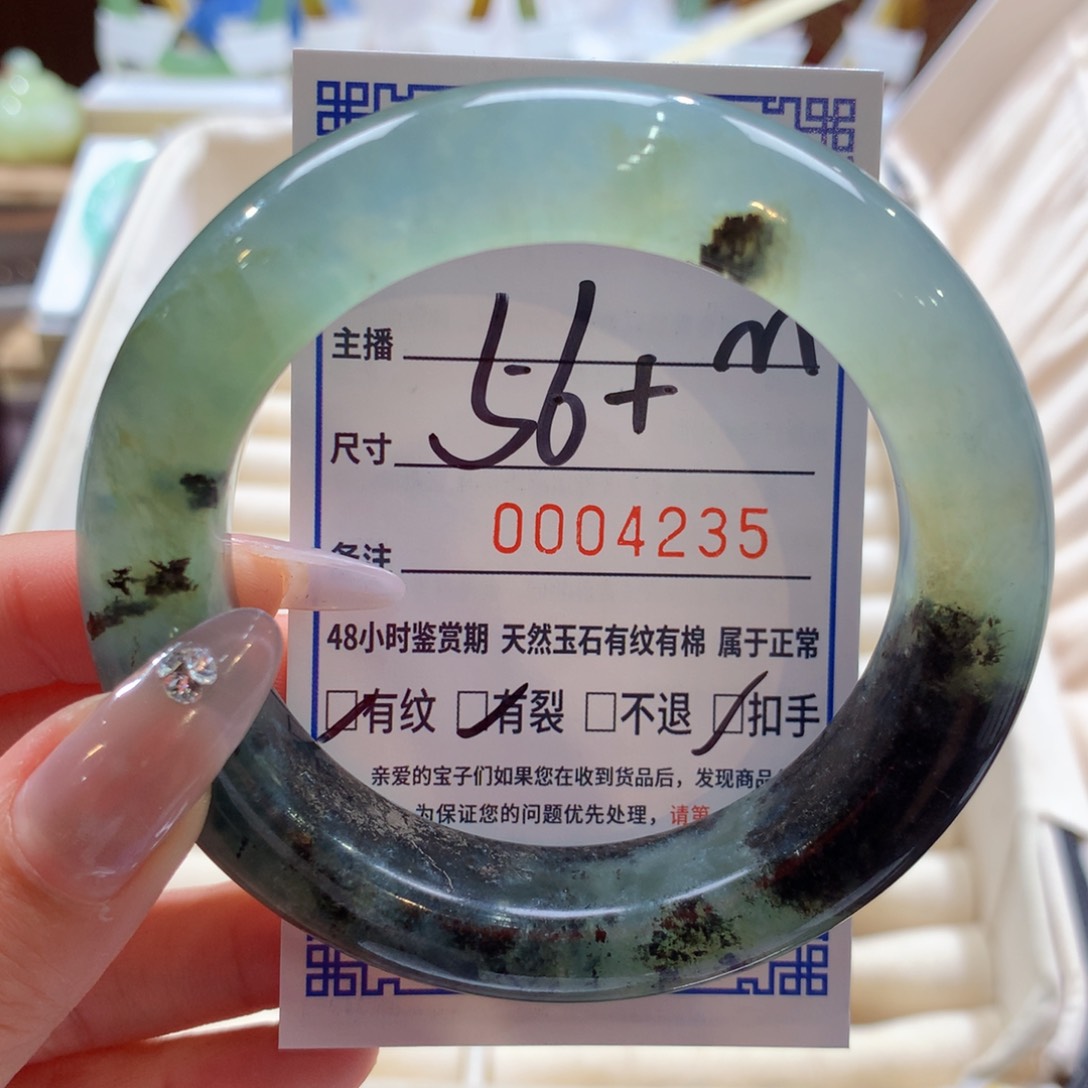 主播
56+ m
尺寸
0004235
备注
48小时鉴赏期 天然玉石有纹有棉 属于正常
□有纹 □有裂 □不退 □扣手
亲爱的宝子们如果您在收到货品后，发现商品
为保证您的问题优先处理，请第